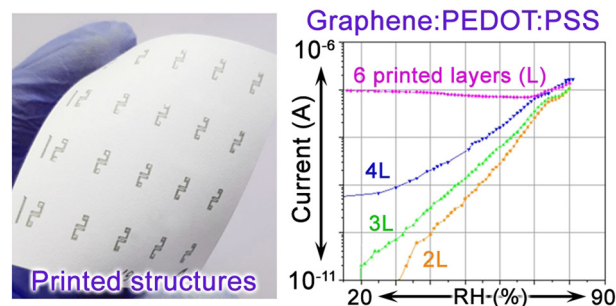 Graphene:PEDOT:PSS
Printed structures
10-6
6 printed layers (L)
4L
3L
2L
Current (A)
10-11
20
RH (%)
90